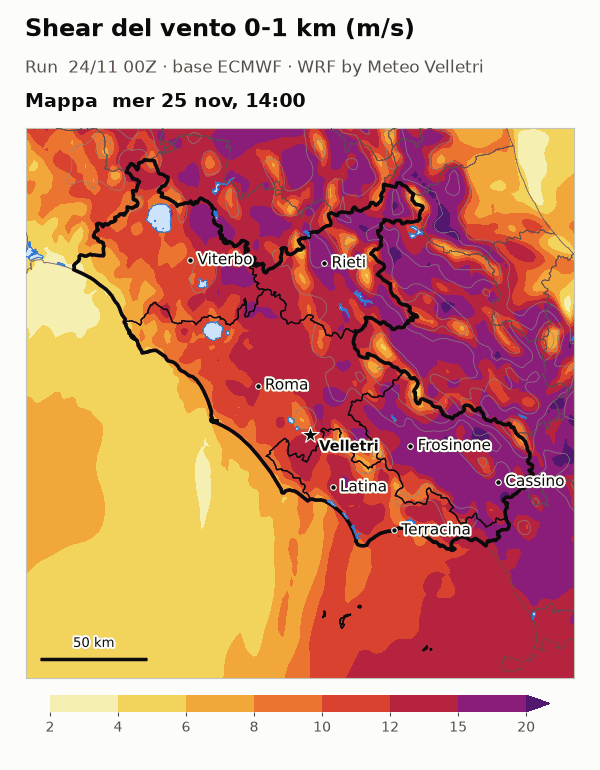 Shear del vento 0-1 km (m/s)
Run  24/11 00Z · base ECMWF · WRF by Meteo Velletri
Mappa  mer 25 nov, 14:00
Viterbo
Rieti
Roma
Velletri
Frosinone
Cassino
Latina
Terracina
50 km
2 4 6 8 10 12 15 20